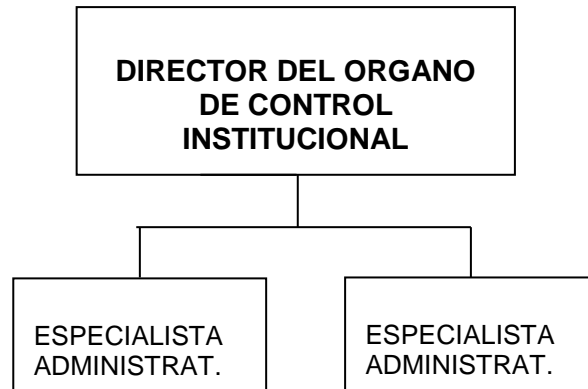 DIRECTOR DEL ORGANO
DE CONTROL
INSTITUCIONAL
ESPECIALISTA
ADMINISTRAT.
ESPECIALISTA
ADMINISTRAT.